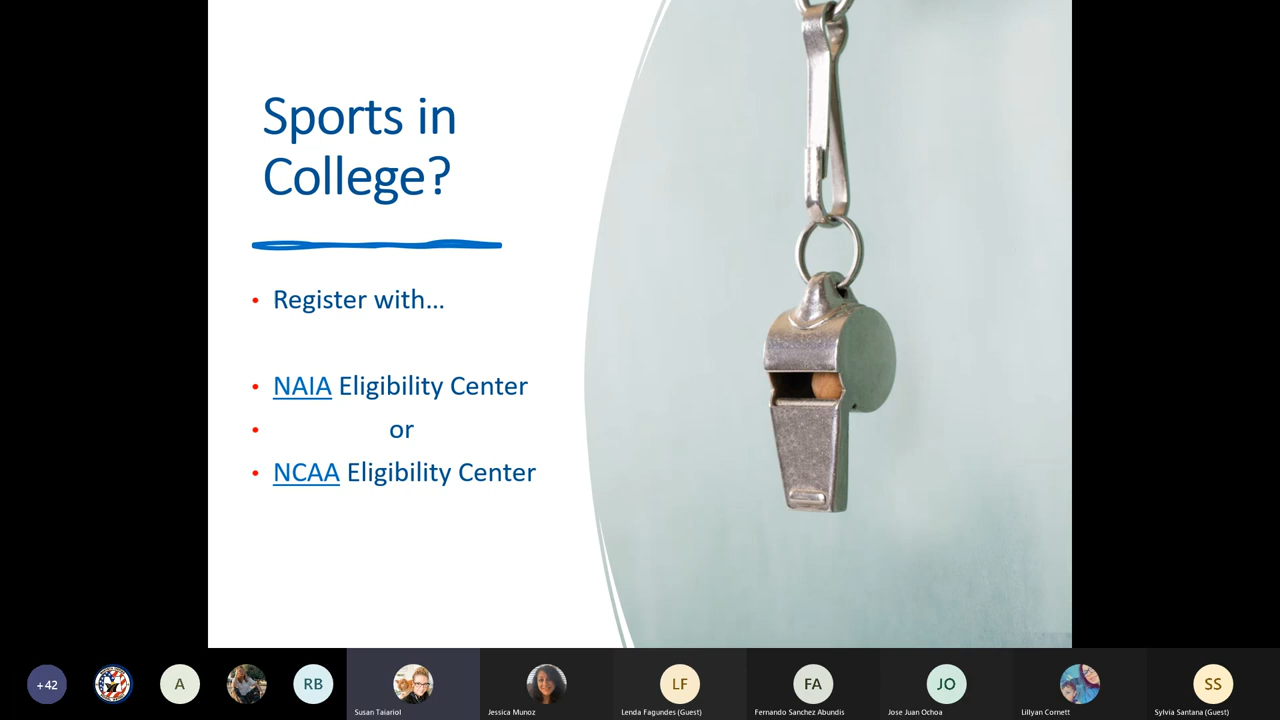 Sports in
College?
Register with...
NAIA Eligibility Center
or
NCAA Eligibility Center
+42
A
RB
Susan Taiariol
Jessica Munoz
LF
Lenda Fagundes (Guest)
FA
Fernando Sanchez Abundis
JO
Jose Juan Ochoa
Lillyan Cornett
SS
Sylvia Santana (Guest)